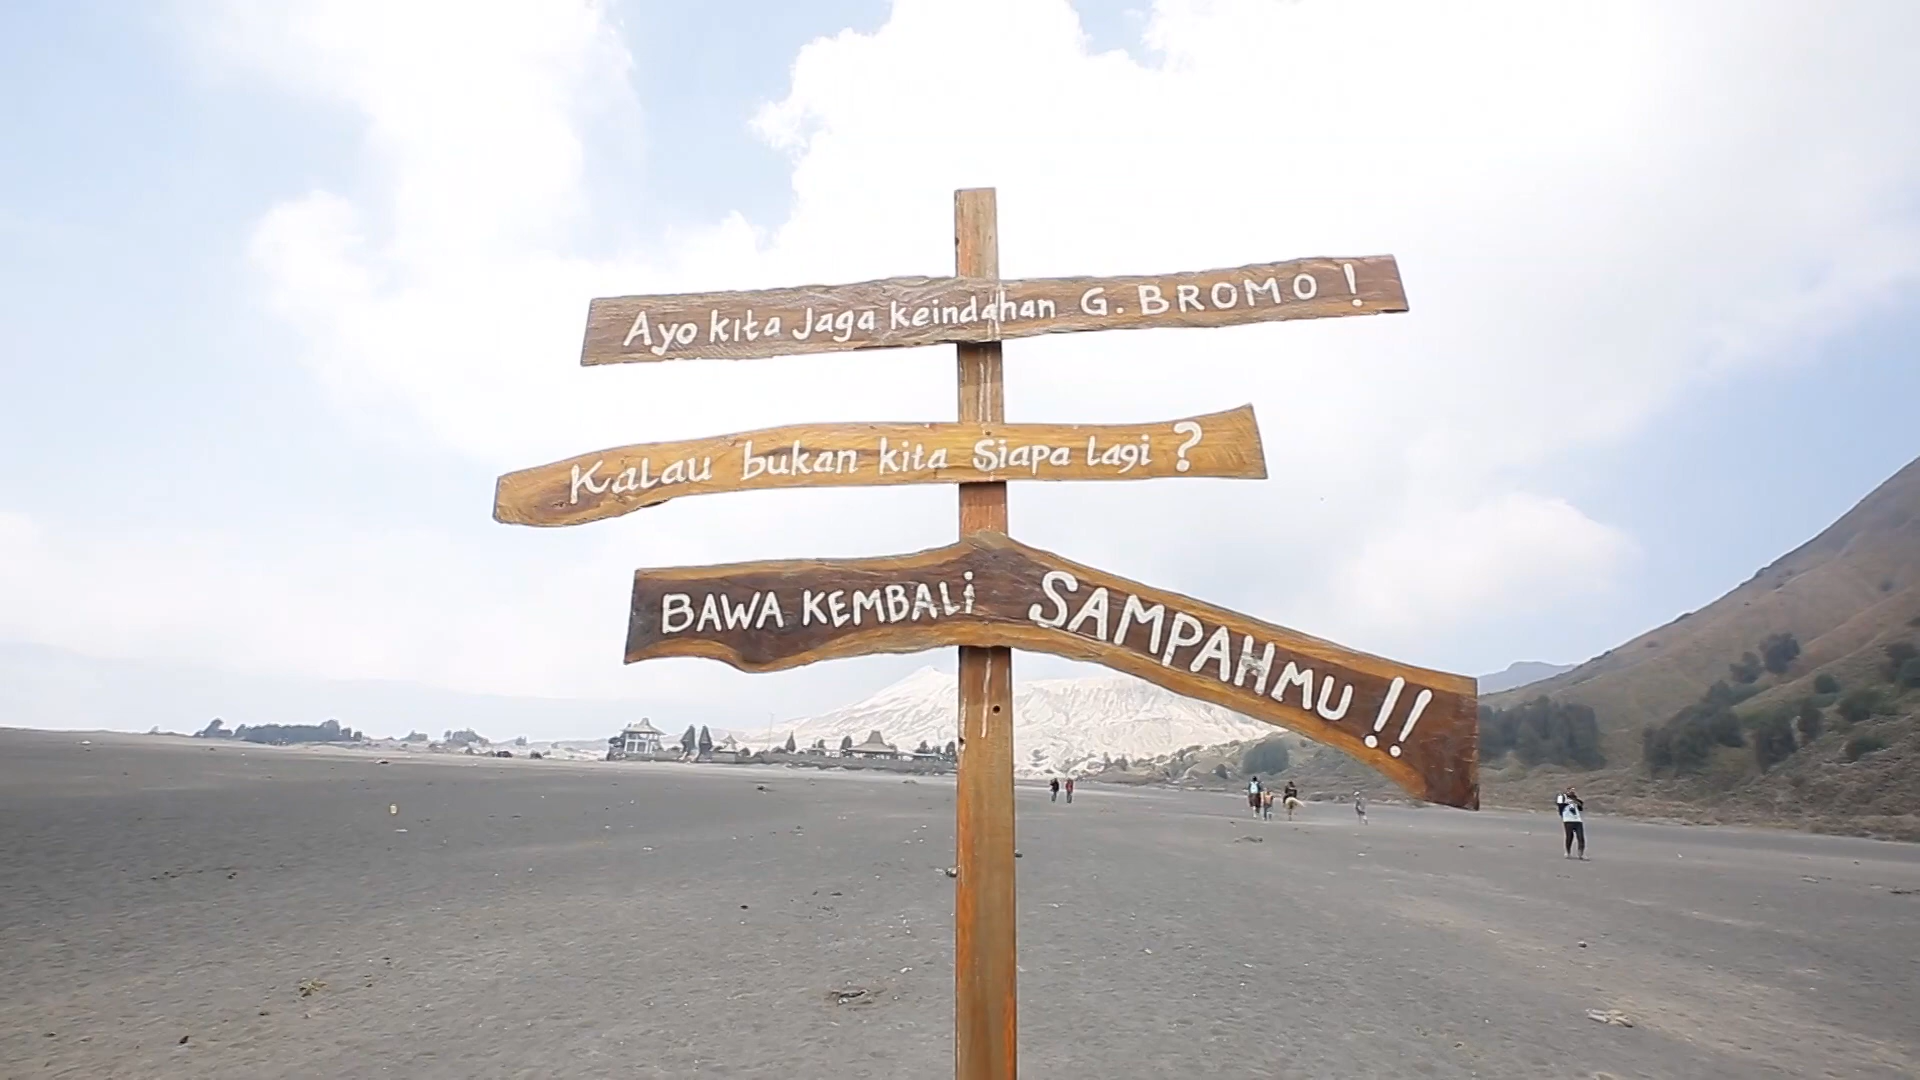 Ayo kita Jaga keindahan G. BROMO !
Kalau bukan kita Siapa lagi ?
BAWA KEMBALi SAMPAHMU !!